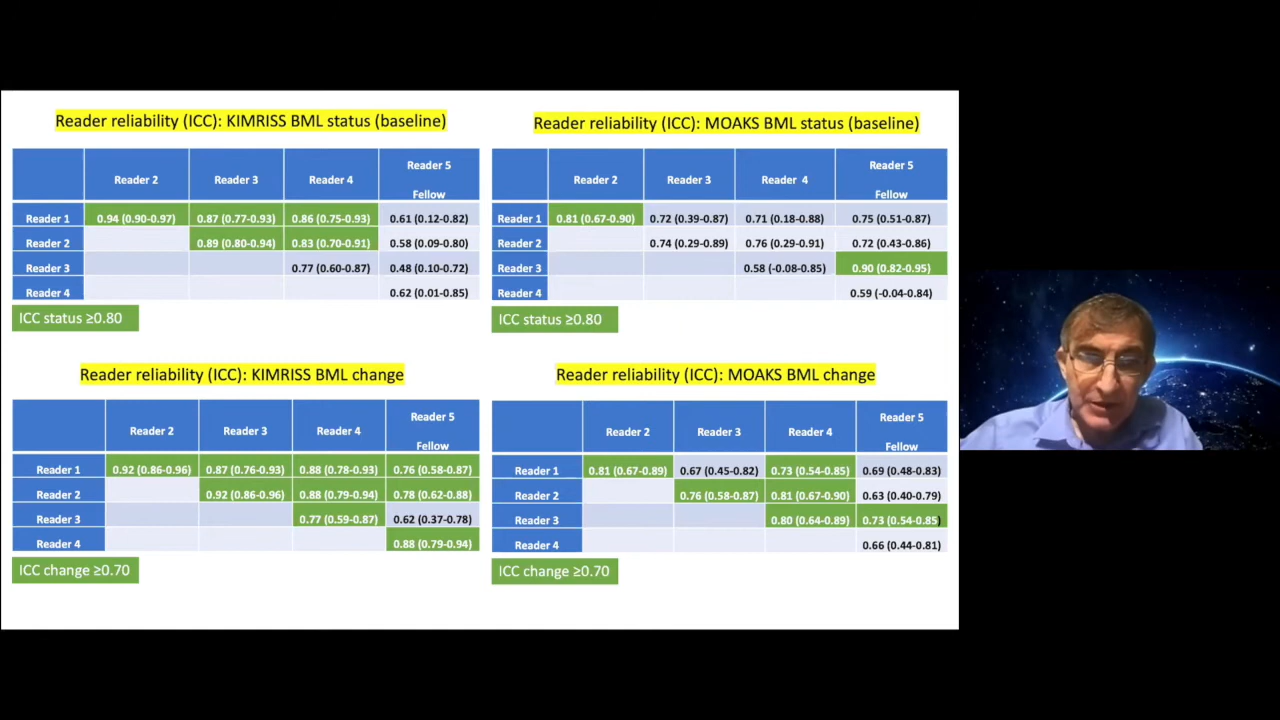 Reader reliability (ICC): KIMRISS BML status (baseline)
Reader 2 Reader 3 Reader 4 Reader 5 Fellow
Reader 1 0.94 (0.90-0.97) 0.87 (0.77-0.93) 0.86 (0.75-0.93) 0.61 (0.12-0.82)
Reader 2 0.89 (0.80-0.94) 0.83 (0.70-0.91) 0.58 (0.09-0.80)
Reader 3 0.77 (0.60-0.87) 0.48 (0.10-0.72)
Reader 4 0.62 (0.01-0.85)
ICC status ≥0.80
Reader reliability (ICC): MOAKS BML status (baseline)
Reader 2 Reader 3 Reader 4 Reader 5 Fellow
Reader 1 0.81 (0.67-0.90) 0.72 (0.39-0.87) 0.71 (0.18-0.88) 0.75 (0.51-0.87)
Reader 2 0.74 (0.29-0.89) 0.76 (0.29-0.91) 0.72 (0.43-0.86)
Reader 3 0.58 (-0.08-0.85) 0.90 (0.82-0.95)
Reader 4 0.59 (-0.04-0.84)
ICC status ≥0.80
Reader reliability (ICC): KIMRISS BML change
Reader 2 Reader 3 Reader 4 Reader 5 Fellow
Reader 1 0.92 (0.86-0.96) 0.87 (0.76-0.93) 0.88 (0.78-0.93) 0.76 (0.58-0.87)
Reader 2 0.92 (0.86-0.96) 0.88 (0.79-0.94) 0.78 (0.62-0.88)
Reader 3 0.77 (0.59-0.87) 0.62 (0.37-0.78)
Reader 4 0.88 (0.79-0.94)
ICC change ≥0.70
Reader reliability (ICC): MOAKS BML change
Reader 2 Reader 3 Reader 4 Reader 5 Fellow
Reader 1 0.81 (0.67-0.89) 0.67 (0.45-0.82) 0.73 (0.54-0.85) 0.69 (0.48-0.83)
Reader 2 0.76 (0.58-0.87) 0.81 (0.67-0.90) 0.63 (0.40-0.79)
Reader 3 0.80 (0.64-0.89) 0.73 (0.54-0.85)
Reader 4 0.66 (0.44-0.81)
ICC change ≥0.70